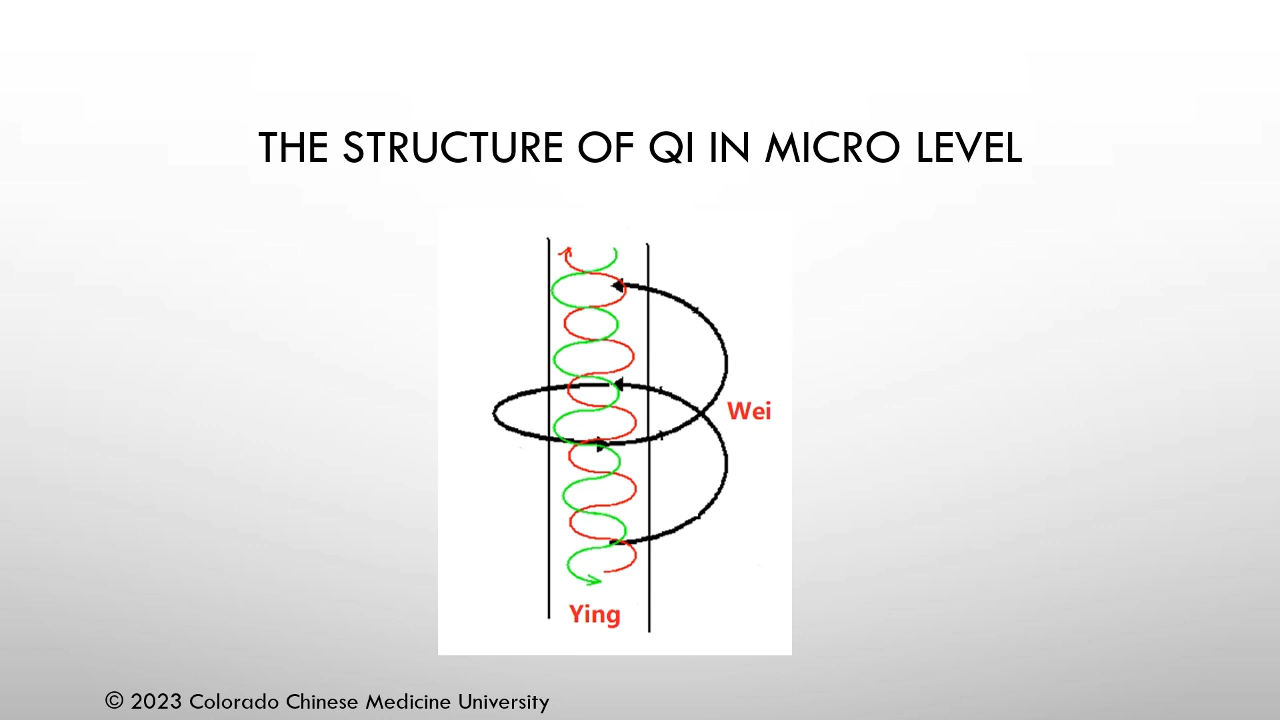 THE STRUCTURE OF QI IN MICRO LEVEL
Wei
Ying
© 2023 Colorado Chinese Medicine University